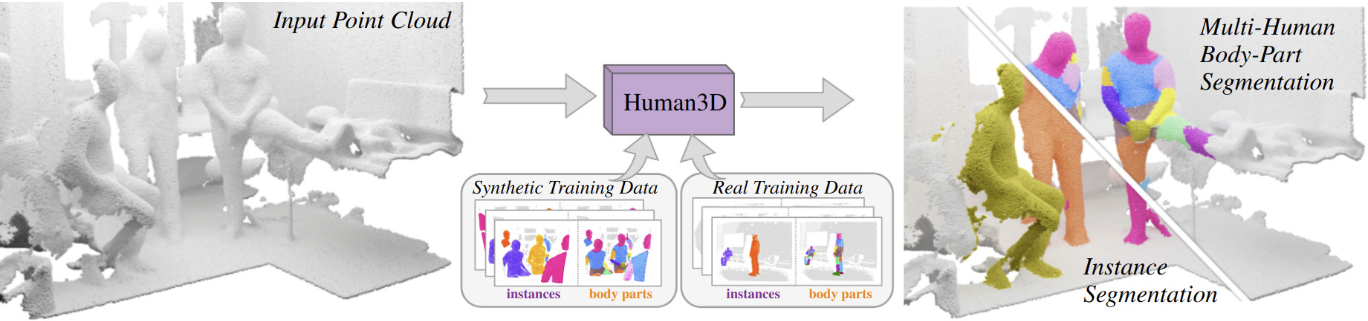 Input Point Cloud
Human3D
Synthetic Training Data
instances
body parts
Real Training Data
instances
body parts
Multi-Human
Body-Part
Segmentation
Instance
Segmentation